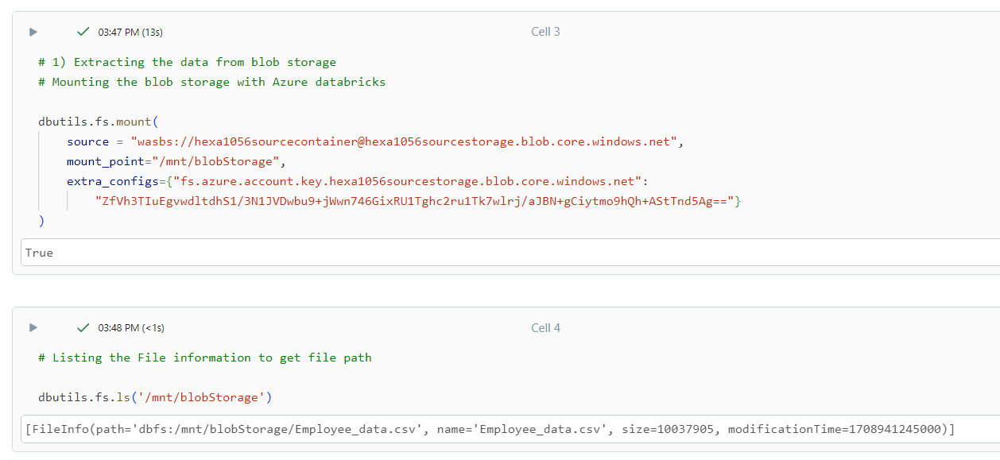 03:47 PM (13s)
Cell 3
# 1) Extracting the data from blob storage
# Mounting the blob storage with Azure databricks
dbutils.fs.mount(
source = "wasbs://hexa1056sourcecontainer@hexa1056sourcestorage.blob.core.windows.net",
mount_point="/mnt/blobStorage",
extra_configs={"fs.azure.account.key.hexa1056sourcestorage.blob.core.windows.net":
"ZfVh3TIuEgvwdltdhS1/3N1JVDwbu9+jWwn746GixRU1Tghc2ru1Tk7wlrj/aJBN+gCiytmo9hQh+AStTnd5Ag=="}
)
True
03:48 PM (<1s)
Cell 4
# Listing the File information to get file path
dbutils.fs.ls('/mnt/blobStorage')
[FileInfo(path='dbfs:/mnt/blobStorage/Employee_data.csv', name='Employee_data.csv', size=10037905, modificationTime=1708941245000)]